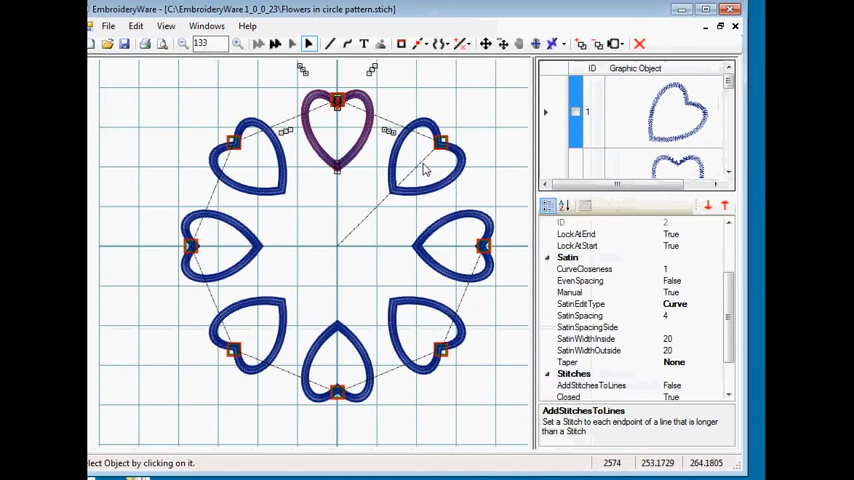 EmbroideryWare - [C:\EmbroideryWare 1_0_0_23\Flowers in circle pattern.stich]
File Edit View Windows Help
133
T
ID Graphic Object
1
ID 2
LockAtEnd True
LockAtStart True
Satin
CurveCloseness 1
EvenSpacing False
Manual True
SatinEditType Curve
SatinSpacing 4
SatinSpacingSide
SatinWidthInside 20
SatinWidthOutside 20
Taper None
Stitches
AddStitchesToLines False
Closed True
AddStitchesToLines
Set a Stitch to each endpoint of a line that is longer
than a Stitch
elect Object by clicking on it. 2574 253.1729 264.1805